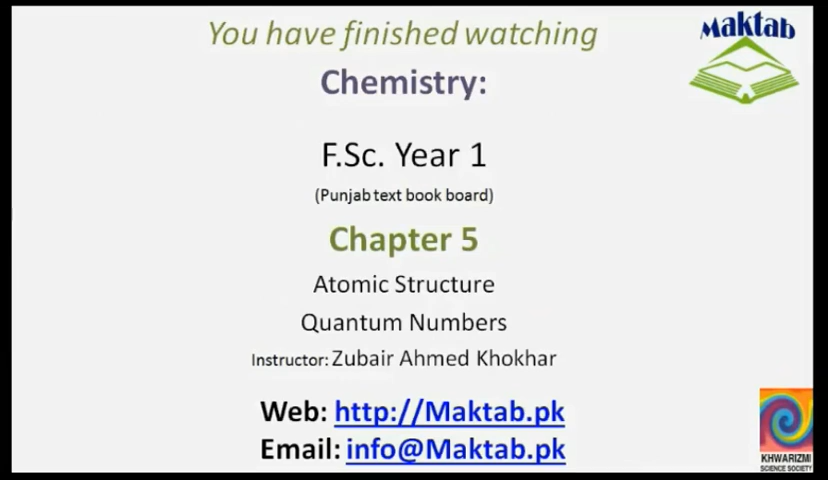 You have finished watching
Maktab
Chemistry:
F.Sc. Year 1
(Punjab text book board)
Chapter 5
Atomic Structure
Quantum Numbers
Instructor: Zubair Ahmed Khokhar
Web: http://Maktab.pk
Email: info@Maktab.pk
KHWARIZMI
SCIENCE SOCIETY